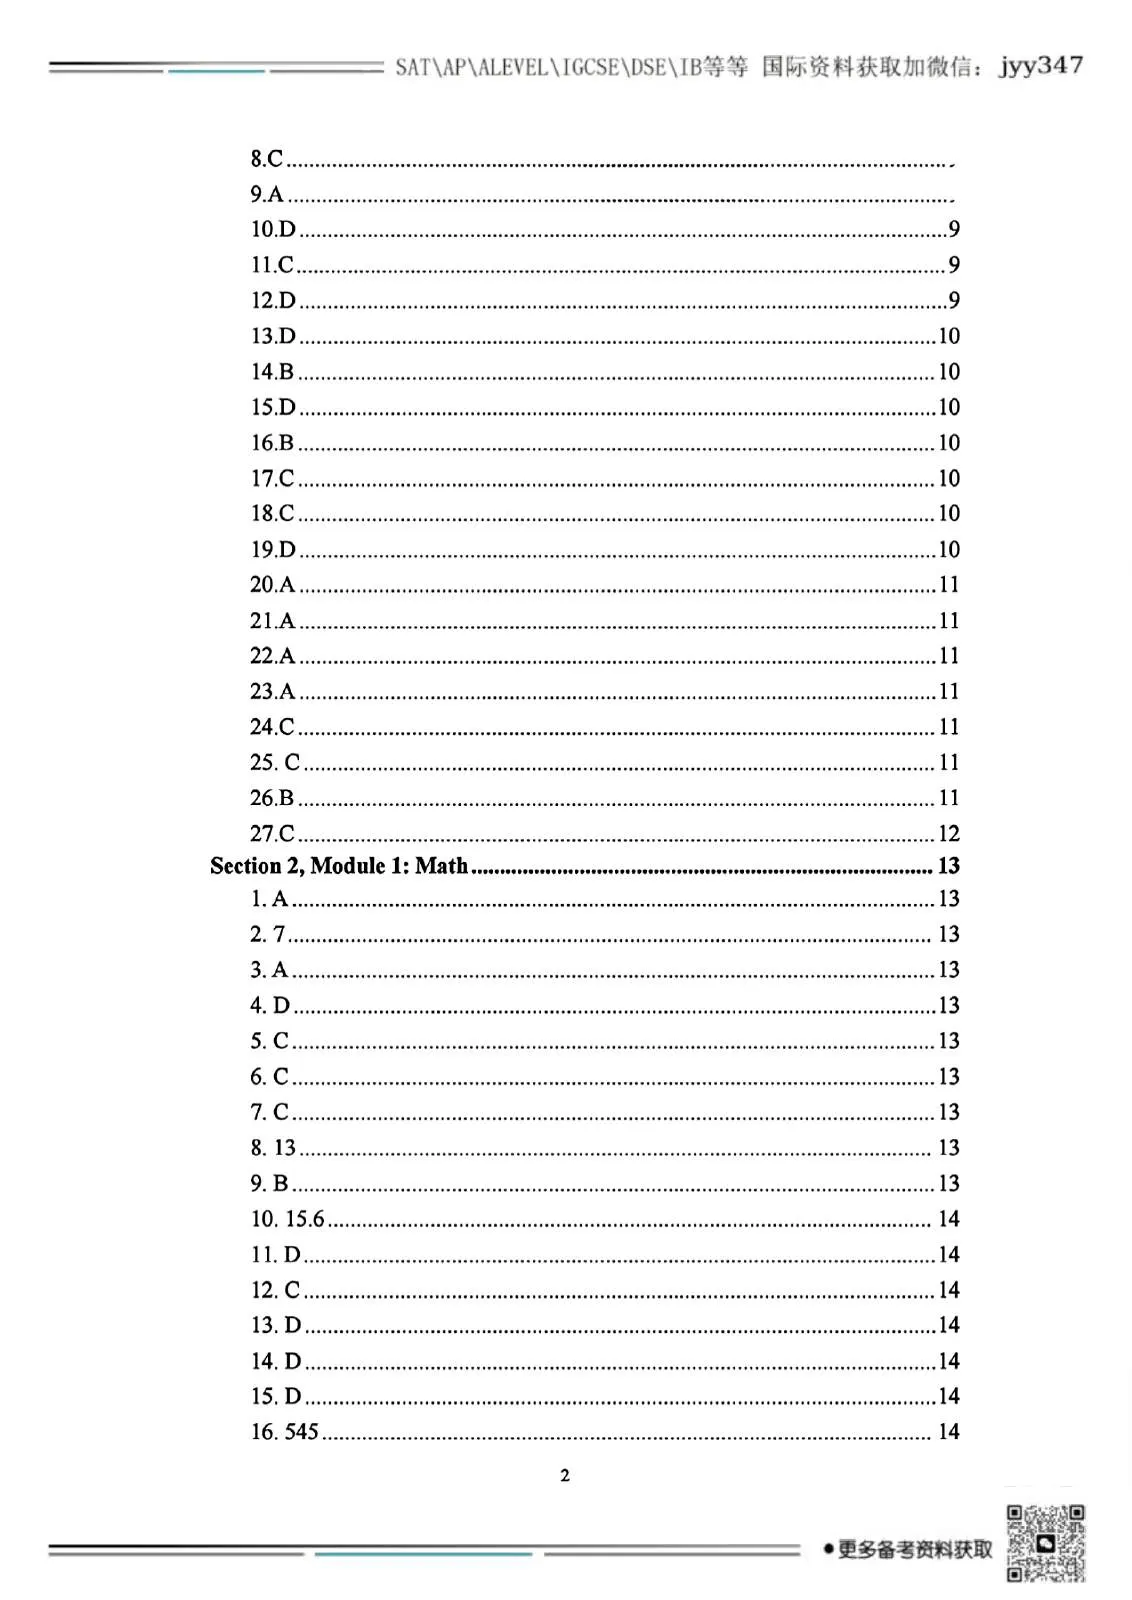 SAT\AP\ALEVEL\IGCSE\DSE\IB等等 国际资料获取加微信: jyy347
8.C
9.A
10.D 9
11.C 9
12.D 9
13.D 10
14.B 10
15.D 10
16.B 10
17.C 10
18.C 10
19.D 10
20.A 11
21.A 11
22.A 11
23.A 11
24.C 11
25. C 11
26.B 11
27.C 12
Section 2, Module 1: Math 13
1. A 13
2. 7 13
3. A 13
4. D 13
5. C 13
6. C 13
7. C 13
8. 13 13
9. B 13
10. 15.6 14
11. D 14
12. C 14
13. D 14
14. D 14
15. D 14
16. 545 14
2
●更多备考资料获取